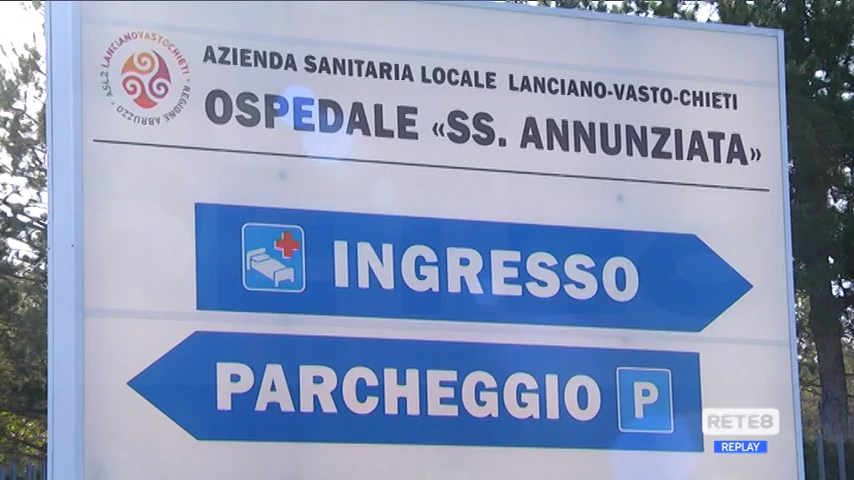 ASL2 LANCIANOVASTOCHIETI - REGIONE ABRUZZO
AZIENDA SANITARIA LOCALE LANCIANO-VASTO-CHIETI
OSPEDALE «SS. ANNUNZIATA»
INGRESSO
PARCHEGGIO P
RETE8
REPLAY